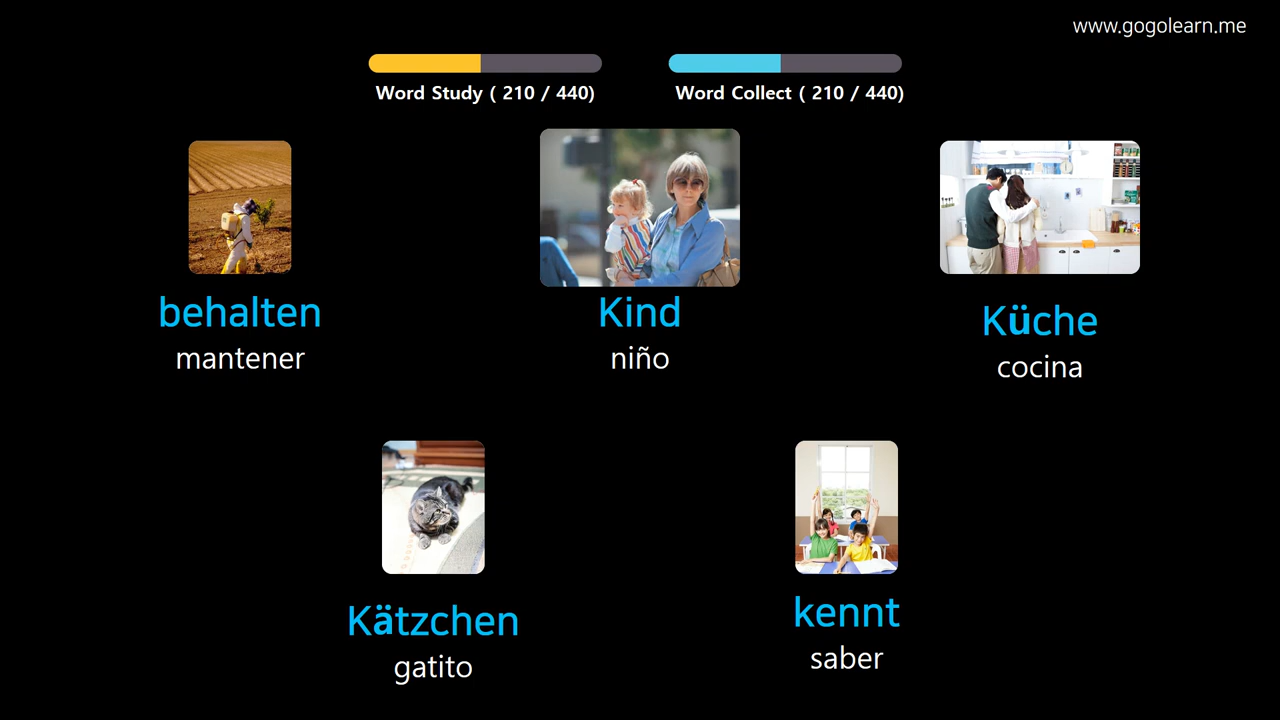 www.gogolearn.me
Word Study ( 210 / 440)
Word Collect ( 210 / 440)
behalten
mantener
Kind
niño
Küche
cocina
Kätzchen
gatito
kennt
saber